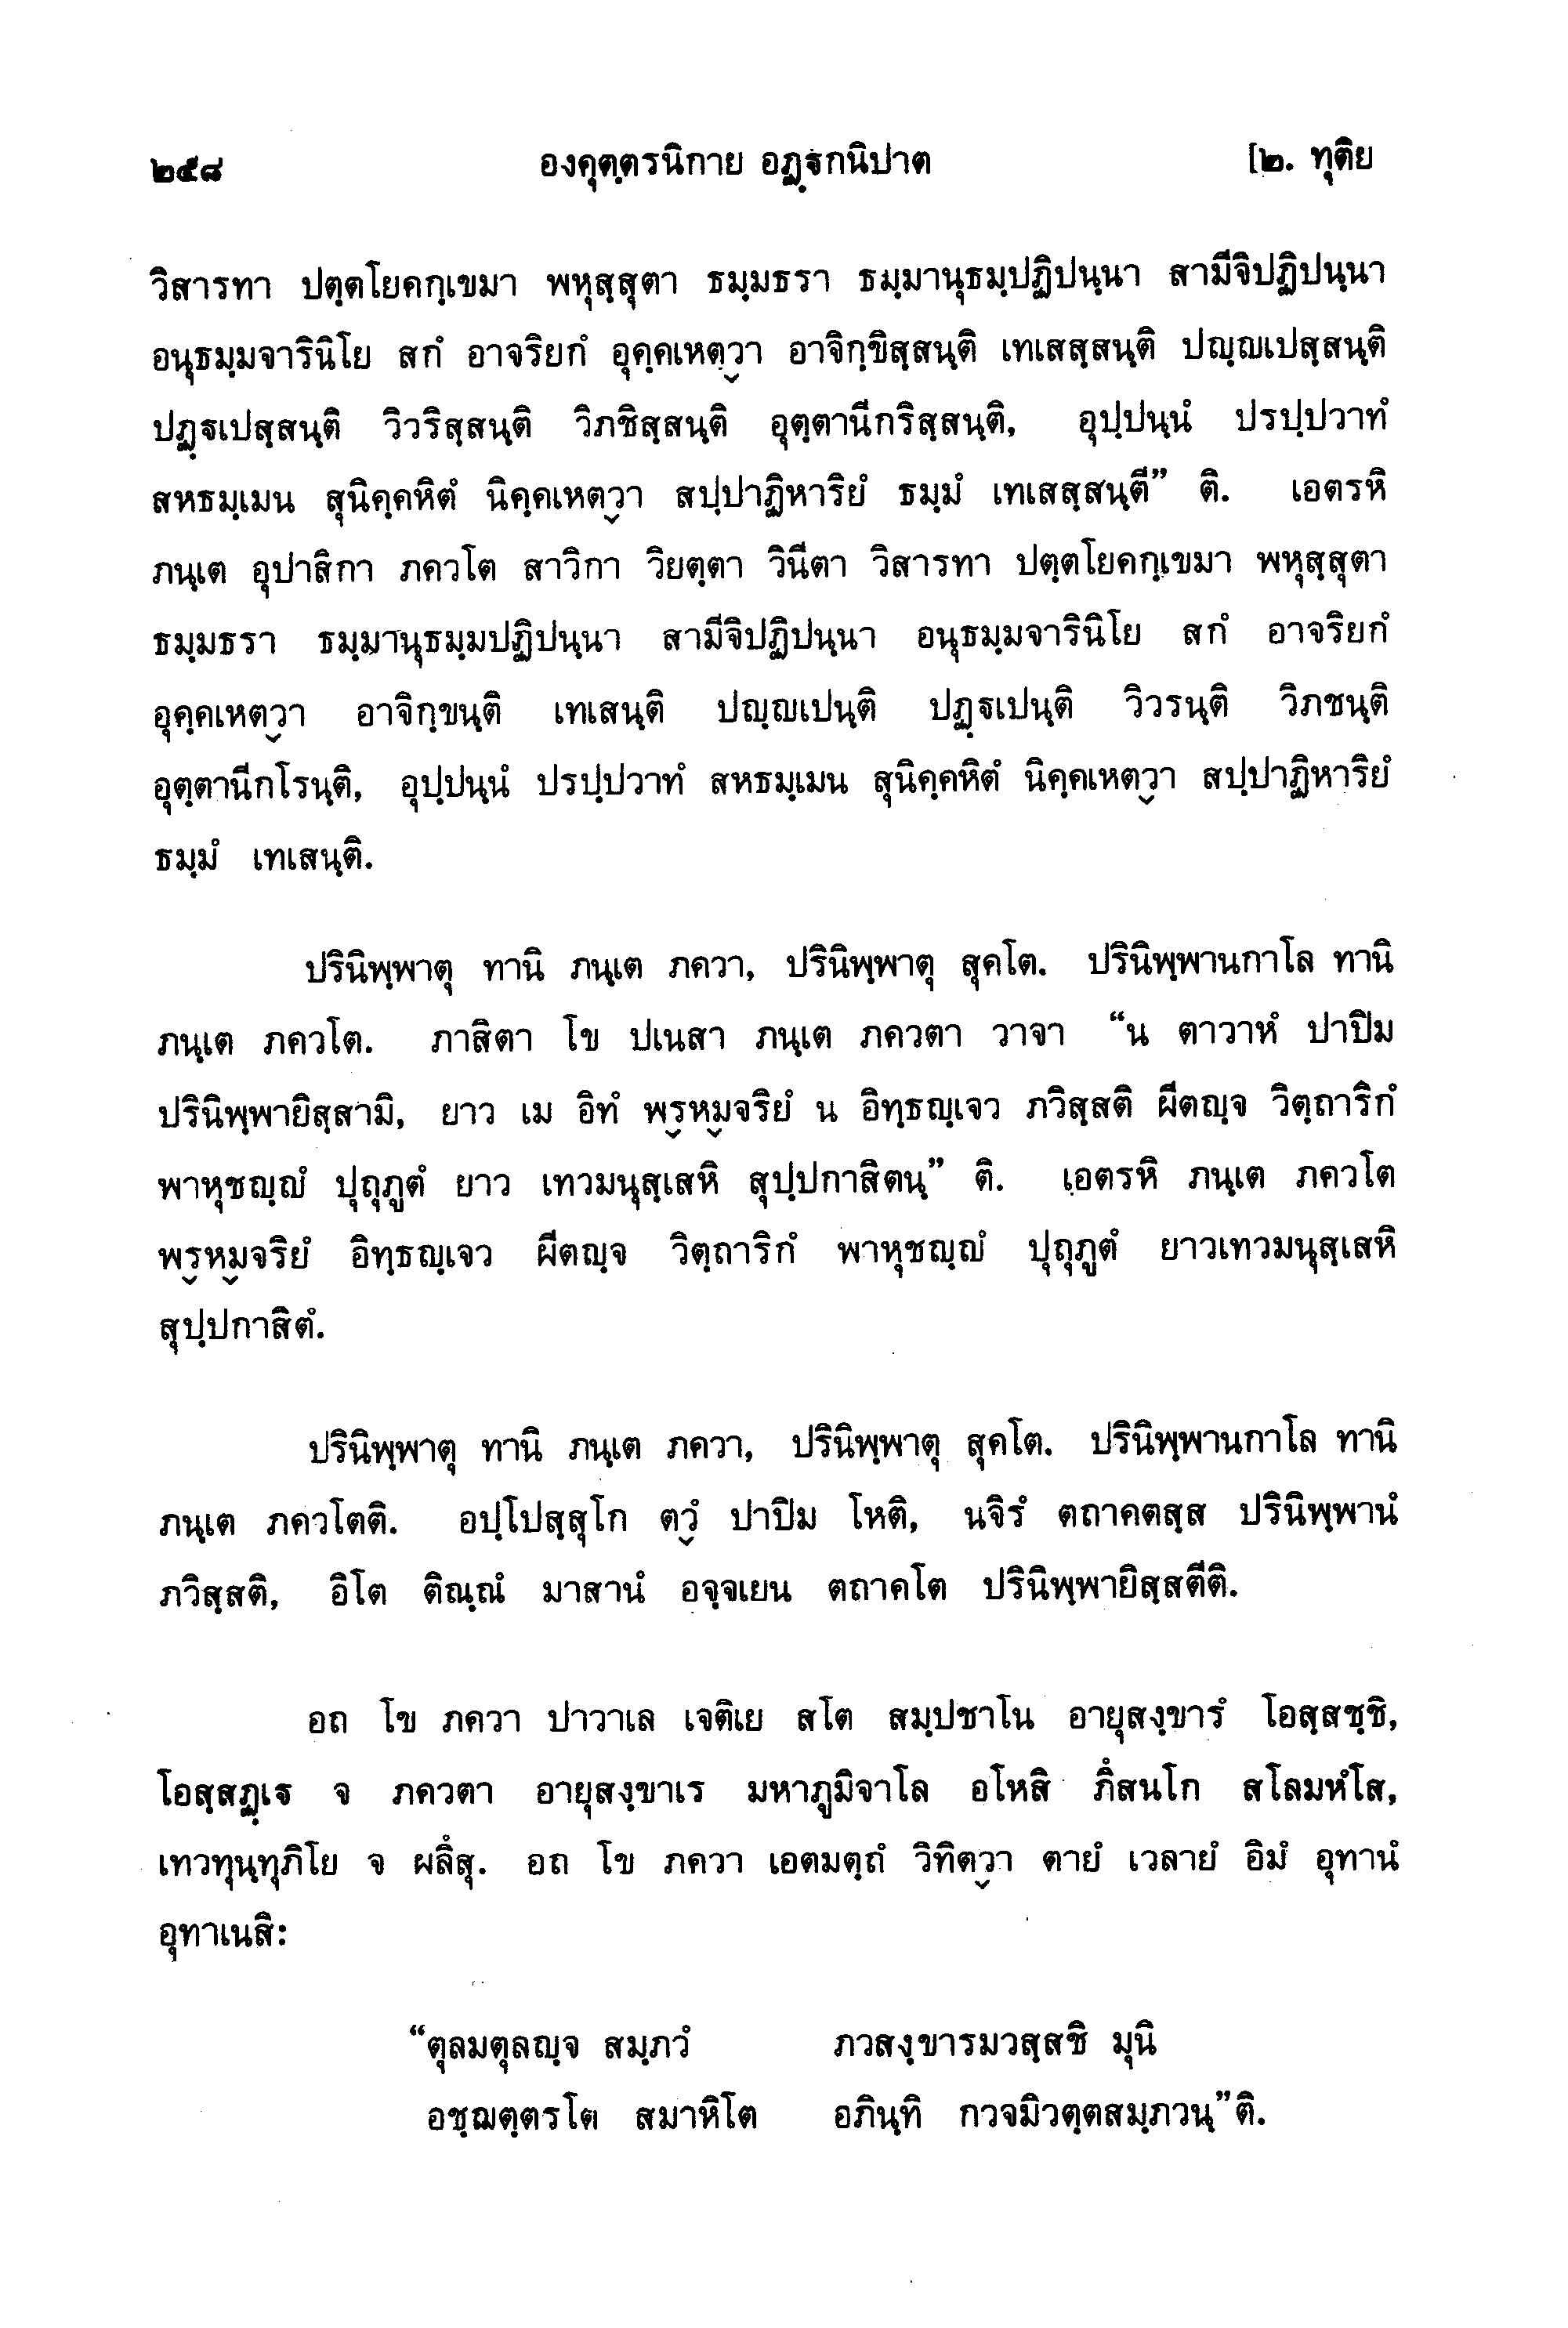 ๒๕๘ องฺคุตฺตรนิกาย อฏฺฐกนิปาต [๒. ทุติย
วิสารทา ปตฺตโยคกฺเขมา พหุสฺสุตา ธมฺมธรา ธมฺมานุธมฺปฏิปนฺนา สามีจิปฏิปนฺนา
อนุธมฺมจารินิโย สกํ อาจริยกํ อุคฺคเหตฺวา อาจิกฺขิสฺสนฺติ เทเสสฺสนฺติ ปญฺญเปสฺสนฺติ
ปฏฺฐเปสฺสนฺติ วิวริสฺสนฺติ วิภชิสฺสนฺติ อุตฺตานีกริสฺสนฺติ, อุปฺปนฺนํ ปรปฺปวาทํ
สหธมฺเมน สุนิคฺคหิตํ นิคฺคเหตฺวา สปฺปาฏิหาริยํ ธมฺมํ เทเสสฺสนฺตี” ติ. เอตรหิ
ภนฺเต อุปาสิกา ภควโต สาวิกา วิยตฺตา วินีตา วิสารทา ปตฺตโยคกฺเขมา พหุสฺสุตา
ธมฺมธรา ธมฺมานุธมฺมปฏิปนฺนา สามีจิปฏิปนฺนา อนุธมฺมจารินิโย สกํ อาจริยกํ
อุคฺคเหตฺวา อาจิกฺขนฺติ เทเสนฺติ ปญฺญเปนฺติ ปฏฺฐเปนฺติ วิวรนฺติ วิภชนฺติ
อุตฺตานีกโรนฺติ, อุปฺปนฺนํ ปรปฺปวาทํ สหธมฺเมน สุนิคฺคหิตํ นิคฺคเหตฺวา สปฺปาฏิหาริยํ
ธมฺมํ เทเสนฺติ.
ปรินิพฺพาตุ ทานิ ภนฺเต ภควา, ปรินิพฺพาตุ สุคโต. ปรินิพฺพานกาโล ทานิ
ภนฺเต ภควโต. ภาสิตา โข ปเนสา ภนฺเต ภควตา วาจา “น ตาวาหํ ปาปิม
ปรินิพฺพายิสฺสามิ, ยาว เม อิทํ พฺรหฺมจริยํ น อิทฺธญฺเจว ภวิสฺสติ ผีตญฺจ วิตฺถาริกํ
พาหุชญฺญํ ปุถุภูตํ ยาว เทวมนุสฺเสหิ สุปฺปกาสิตนฺ” ติ. เอตรหิ ภนฺเต ภควโต
พฺรหฺมจริยํ อิทฺธญฺเจว ผีตญฺจ วิตฺถาริกํ พาหุชญฺญํ ปุถุภูตํ ยาวเทวมนุสฺเสหิ
สุปฺปกาสิตํ.
ปรินิพฺพาตุ ทานิ ภนฺเต ภควา, ปรินิพฺพาตุ สุคโต. ปรินิพฺพานกาโล ทานิ
ภนฺเต ภควโตติ. อปฺโปสฺสุโก ตฺวํ ปาปิม โหติ, นจิรํ ตถาคตสฺส ปรินิพฺพานํ
ภวิสฺสติ, อิโต ติณฺณํ มาสานํ อจฺจเยน ตถาคโต ปรินิพฺพายิสฺสตีติ.
อถ โข ภควา ปาวาเล เจติเย สโต สมฺปชาโน อายุสงฺขารํ โอสฺสชฺชิ,
โอสฺสฏฺเฐ จ ภควตา อายุสงฺขาเร มหาภูมิจาโล อโหสิ ภิํสนโก สโลมหํโส,
เทวทุนฺทุภิโย จ ผลิํสุ. อถ โข ภควา เอตมตฺถํ วิทิตฺวา ตายํ เวลายํ อิมํ อุทานํ
อุทาเนสิ:
“ตุลมตุลญฺจ สมฺภวํ ภวสงฺขารมวสฺสชิ มุนิ
อชฺฌตฺตรโต สมาหิโต อภินฺทิ กวจมิวตฺตสมฺภวนฺ”ติ.